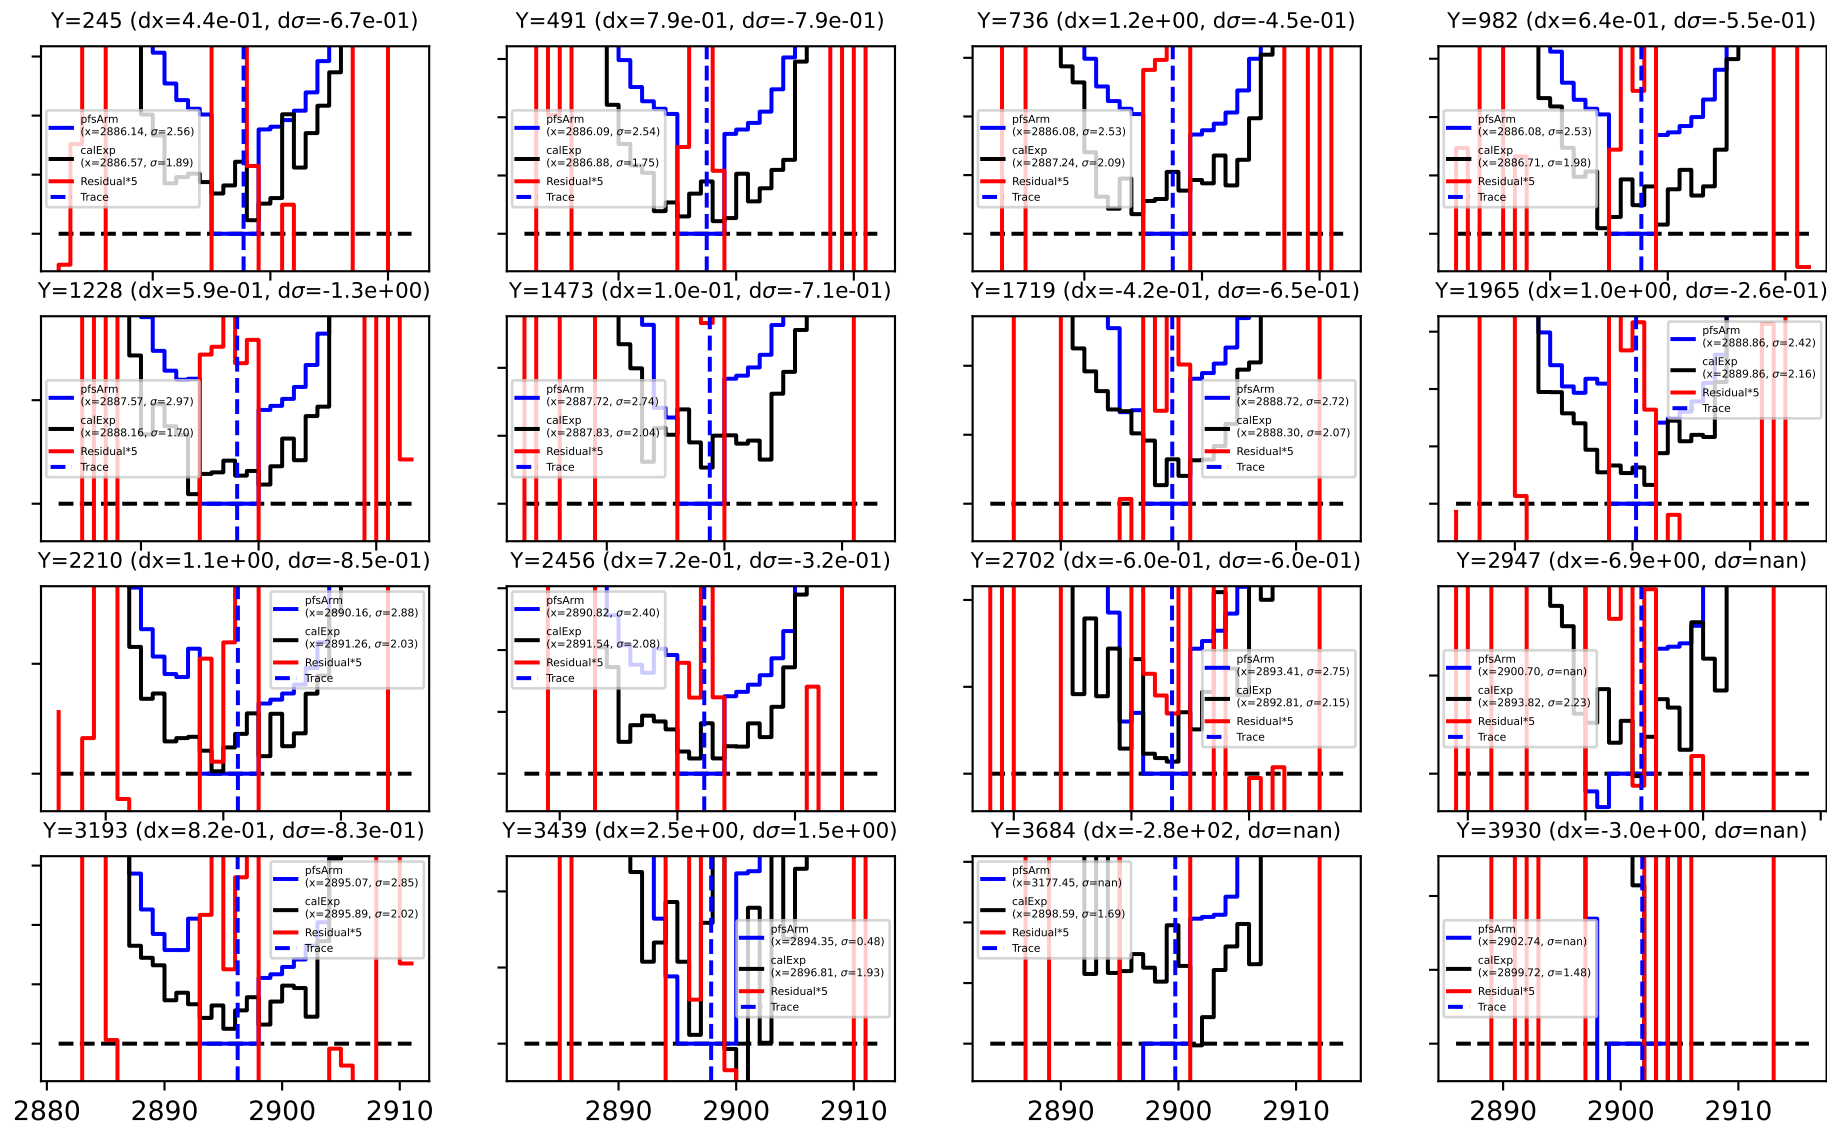 Y=245 (dx=4.4e-01, dσ=-6.7e-01)
pfsArm
(x=2886.14, σ=2.56)
calExp
(x=2886.57, σ=1.89)
Residual*5
Trace
Y=491 (dx=7.9e-01, dσ=-7.9e-01)
pfsArm
(x=2886.09, σ=2.54)
calExp
(x=2886.88, σ=1.75)
Residual*5
Trace
Y=736 (dx=1.2e+00, dσ=-4.5e-01)
pfsArm
(x=2886.08, σ=2.53)
calExp
(x=2887.24, σ=2.09)
Residual*5
Trace
Y=982 (dx=6.4e-01, dσ=-5.5e-01)
pfsArm
(x=2886.08, σ=2.53)
calExp
(x=2886.71, σ=1.98)
Residual*5
Trace
Y=1228 (dx=5.9e-01, dσ=-1.3e+00)
pfsArm
(x=2887.57, σ=2.97)
calExp
(x=2888.16, σ=1.70)
Residual*5
Trace
Y=1473 (dx=1.0e-01, dσ=-7.1e-01)
pfsArm
(x=2887.72, σ=2.74)
calExp
(x=2887.83, σ=2.04)
Residual*5
Trace
Y=1719 (dx=-4.2e-01, dσ=-6.5e-01)
pfsArm
(x=2888.72, σ=2.72)
calExp
(x=2888.30, σ=2.07)
Residual*5
Trace
Y=1965 (dx=1.0e+00, dσ=-2.6e-01)
pfsArm
(x=2888.86, σ=2.42)
calExp
(x=2889.86, σ=2.16)
Residual*5
Trace
Y=2210 (dx=1.1e+00, dσ=-8.5e-01)
pfsArm
(x=2890.16, σ=2.88)
calExp
(x=2891.26, σ=2.03)
Residual*5
Trace
Y=2456 (dx=7.2e-01, dσ=-3.2e-01)
pfsArm
(x=2890.82, σ=2.40)
calExp
(x=2891.54, σ=2.08)
Residual*5
Trace
Y=2702 (dx=-6.0e-01, dσ=-6.0e-01)
pfsArm
(x=2893.41, σ=2.75)
calExp
(x=2892.81, σ=2.15)
Residual*5
Trace
Y=2947 (dx=-6.9e+00, dσ=nan)
pfsArm
(x=2900.70, σ=nan)
calExp
(x=2893.82, σ=2.23)
Residual*5
Trace
Y=3193 (dx=8.2e-01, dσ=-8.3e-01)
pfsArm
(x=2895.07, σ=2.85)
calExp
(x=2895.89, σ=2.02)
Residual*5
Trace
Y=3439 (dx=2.5e+00, dσ=1.5e+00)
pfsArm
(x=2894.35, σ=0.48)
calExp
(x=2896.81, σ=1.93)
Residual*5
Trace
Y=3684 (dx=-2.8e+02, dσ=nan)
pfsArm
(x=3177.45, σ=nan)
calExp
(x=2898.59, σ=1.69)
Residual*5
Trace
Y=3930 (dx=-3.0e+00, dσ=nan)
pfsArm
(x=2902.74, σ=nan)
calExp
(x=2899.72, σ=1.48)
Residual*5
Trace
2880 2890 2900 2910
2890 2900 2910
2890 2900 2910
2890 2900 2910